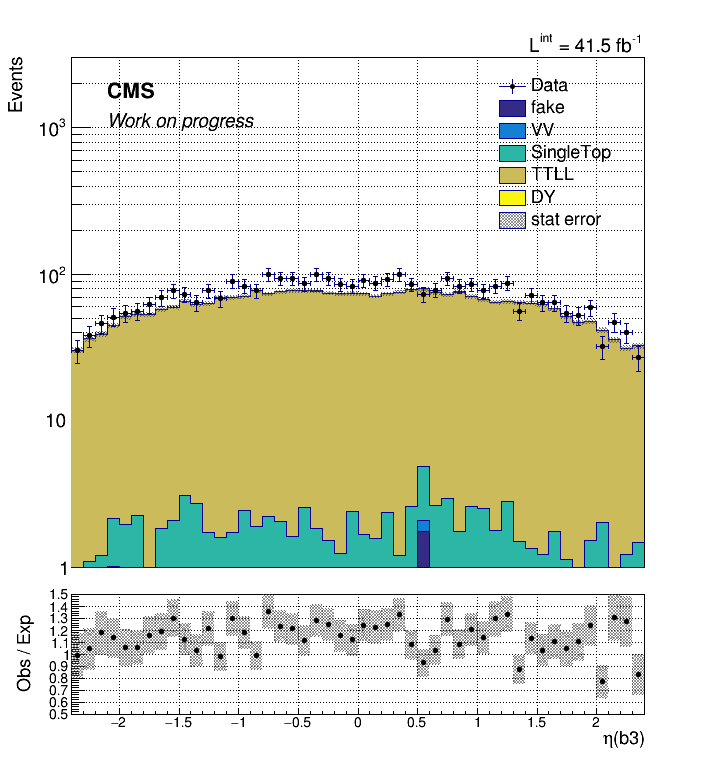 L^int = 41.5 fb^-1
Events
CMS
Work on progress
Data
fake
VV
SingleTop
TTLL
DY
stat error
10^3
10^2
10
1
Obs / Exp
1.5
1.4
1.3
1.2
1.1
1
0.9
0.8
0.7
0.6
0.5
−2 −1.5 −1 −0.5 0 0.5 1 1.5 2
η(b3)